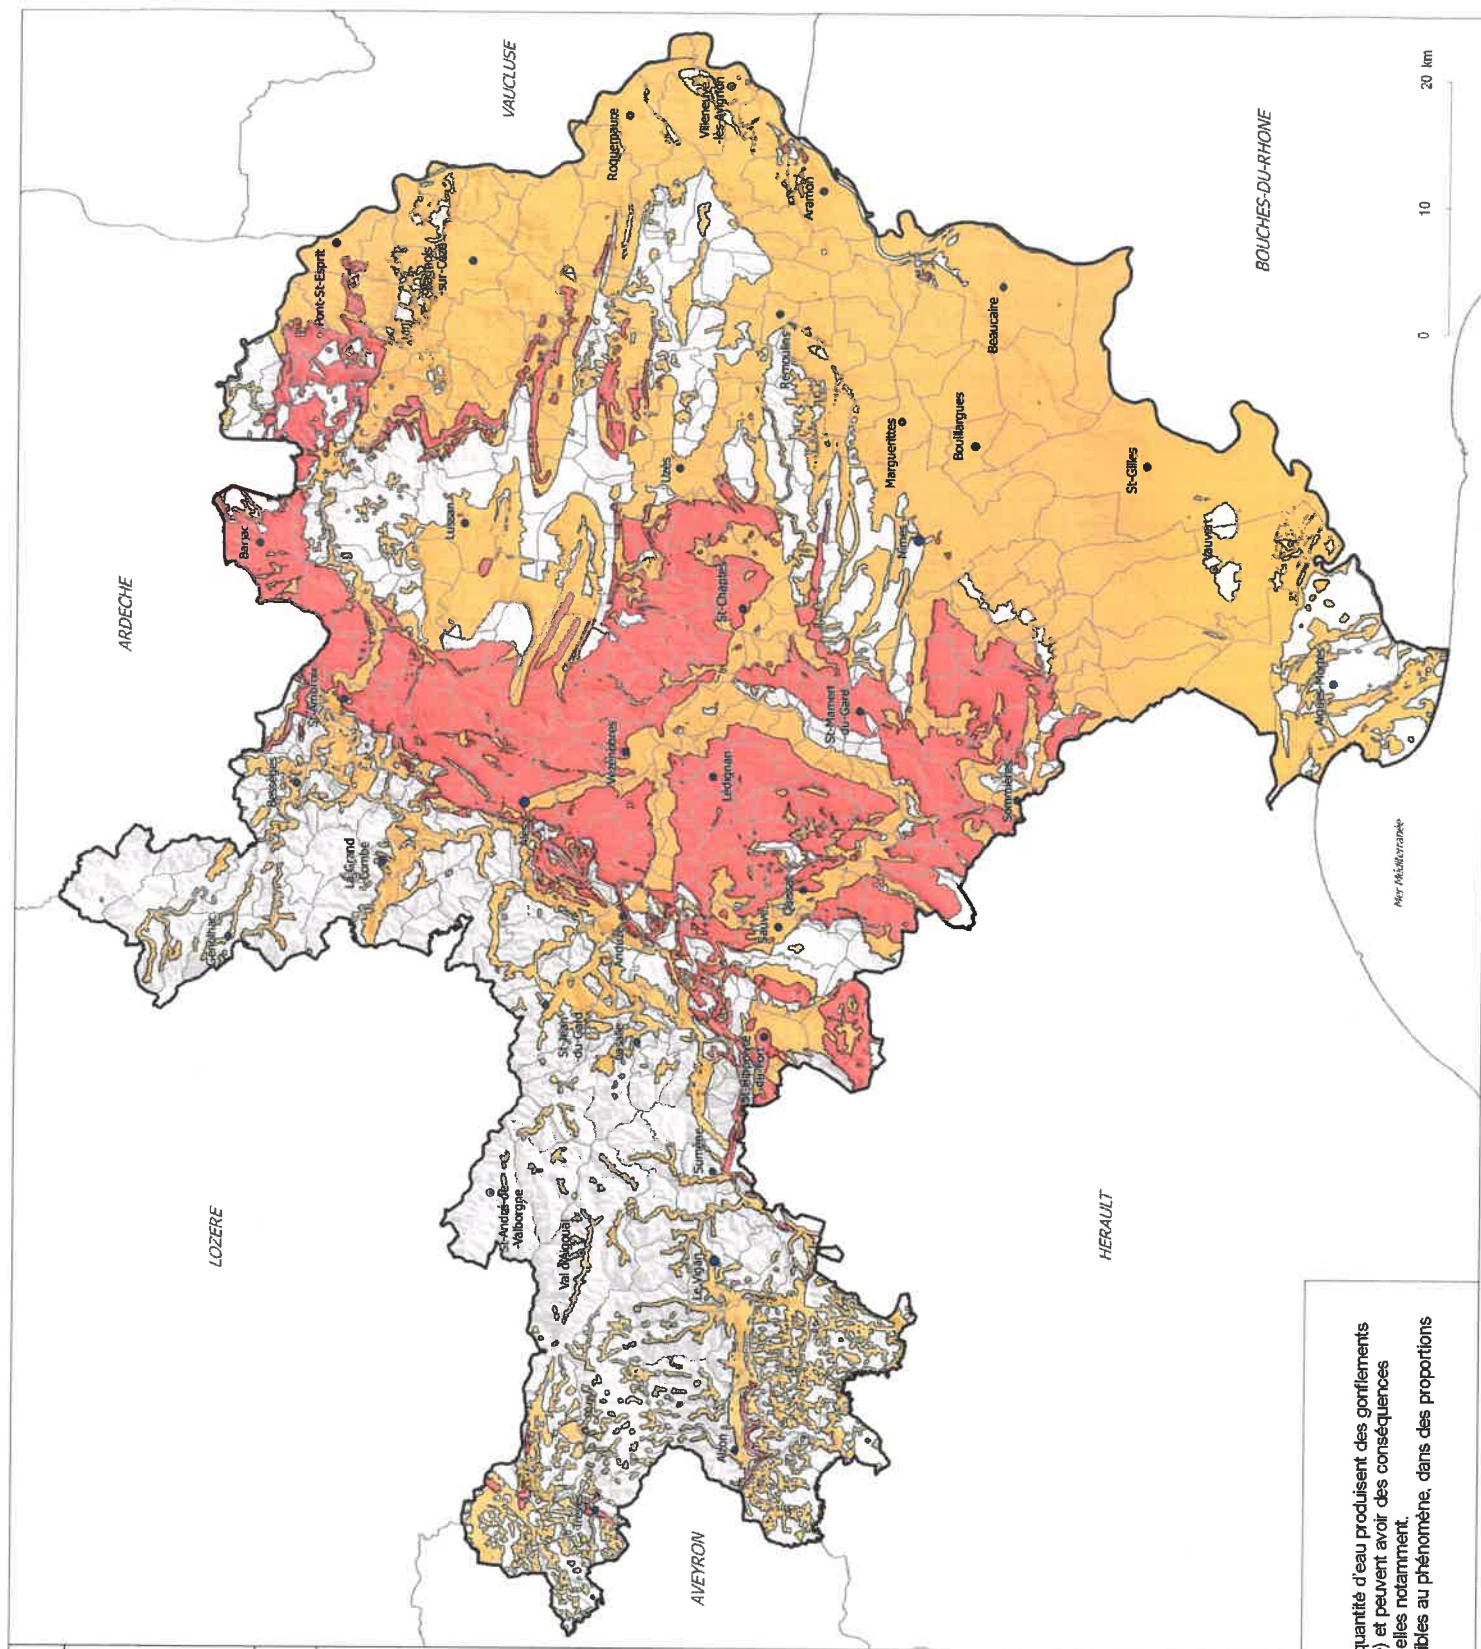 ARDECHE
LOZERE
AVEYRON
HERAULT
VAUCLUSE
BOUCHES-DU-RHONE
Mer Méditerranée
Génolhac
Bessèges
La Grand
Combe
St-Ambroix
Barjac
Pont-St-Esprit
Bagnols
-sur-Cèze
Lussan
Roquemaure
Villeneuve
-lès-Avignon
Aramon
Remoulins
Uzès
St-Chaptes
Alès
Vézénobres
Lédignan
Anduze
St-Jean
-du-Gard
Lasalle
St-André-de
-Valborgne
Val d'Aigoual
Trèves
Alzon
Le Vigan
Sumène
St-Hippolyte
-du-Fort
Sauve
Quissac
St-Mamert
-du-Gard
Sommières
Nîmes
Marguerittes
Bouillargues
Beaucaire
St-Gilles
Vauvert
Aigues-Mortes
0 10 20 km
quantité d'eau produisent des gonflements
) et peuvent avoir des conséquences
elles notamment.
ibles au phénomène, dans des proportions